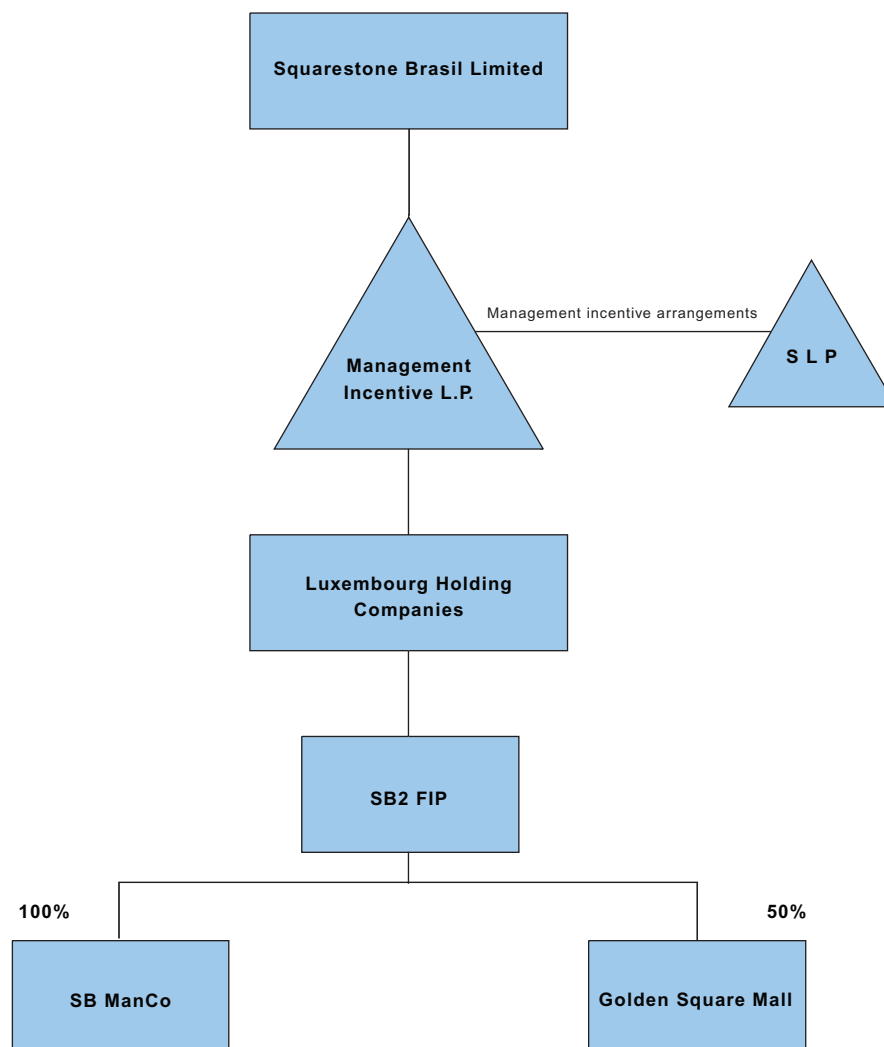 Squarestone Brasil Limited
Management incentive arrangements
S L P
Management
Incentive L.P.
Luxembourg Holding
Companies
SB2 FIP
100%
50%
SB ManCo
Golden Square Mall